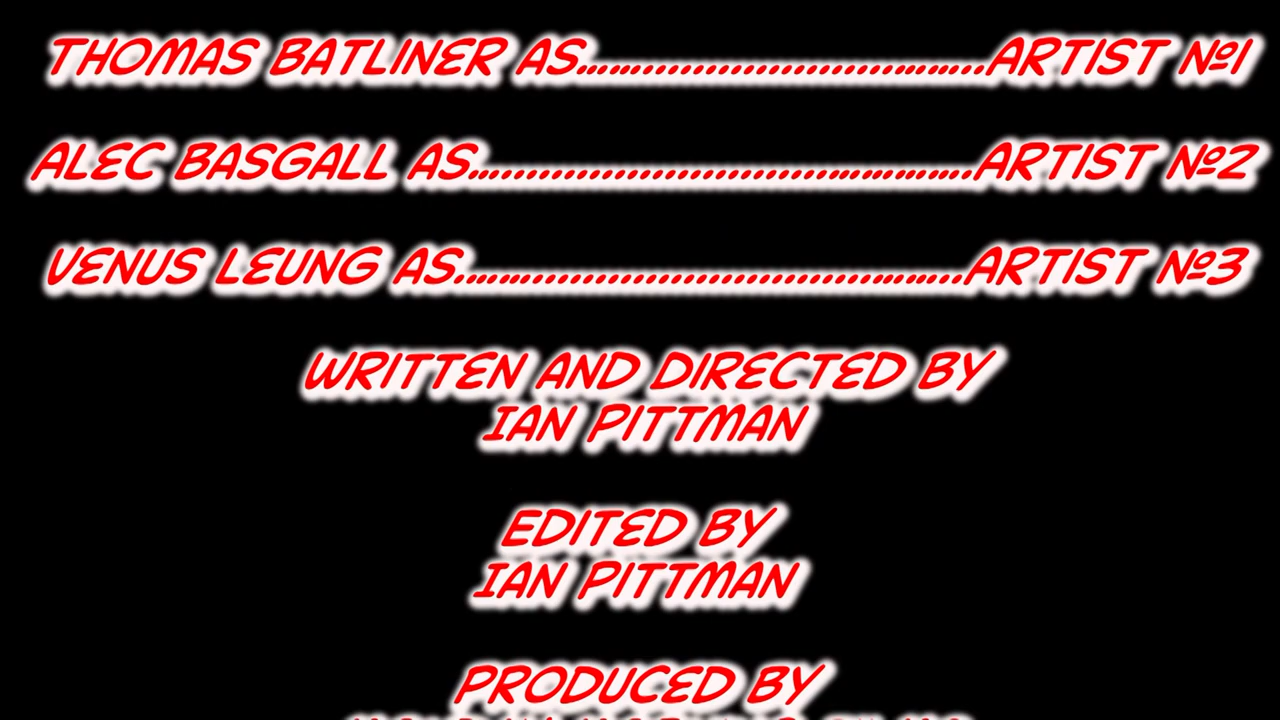 THOMAS BATLINER AS.......................................ARTIST №1
ALEC BASGALL AS................................................ARTIST №2
VENUS LEUNG AS................................................ARTIST №3
WRITTEN AND DIRECTED BY
IAN PITTMAN
EDITED BY
IAN PITTMAN
PRODUCED BY